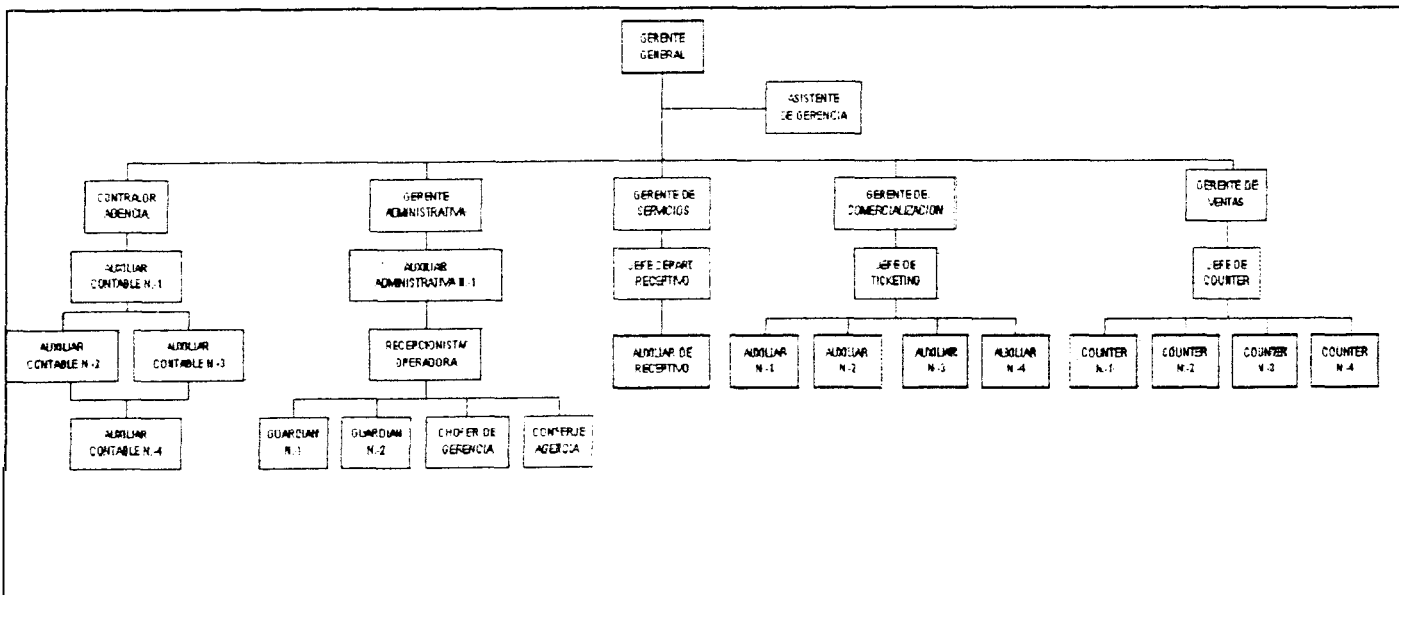 GERENTE
GENERAL
ASISTENTE
DE GERENCIA
CONTRALOR
AGENCIA
GERENTE
ADMINISTRATIVA
GERENTE DE
SERVICIOS
GERENTE DE
COMERCIALIZACION
GERENTE DE
VENTAS
AUXILIAR
CONTABLE N.-1
AUXILIAR
ADMINISTRATIVA N.-1
JEFE DEPART
RECEPTIVO
JEFE DE
TICKETING
JEFE DE
COUNTER
AUXILIAR
CONTABLE N.-2
AUXILIAR
CONTABLE N.-3
RECEPCIONISTA/
OPERADORA
AUXILIAR DE
RECEPTIVO
AUXILIAR
N.-1
AUXILIAR
N.-2
AUXILIAR
N.-3
AUXILIAR
N.-4
COUNTER
N.-1
COUNTER
N.-2
COUNTER
N.-3
COUNTER
N.-4
AUXILIAR
CONTABLE N.-4
GUARDIAN
N.-1
GUARDIAN
N.-2
CHOFER DE
GERENCIA
CONSERJE
AGENCIA